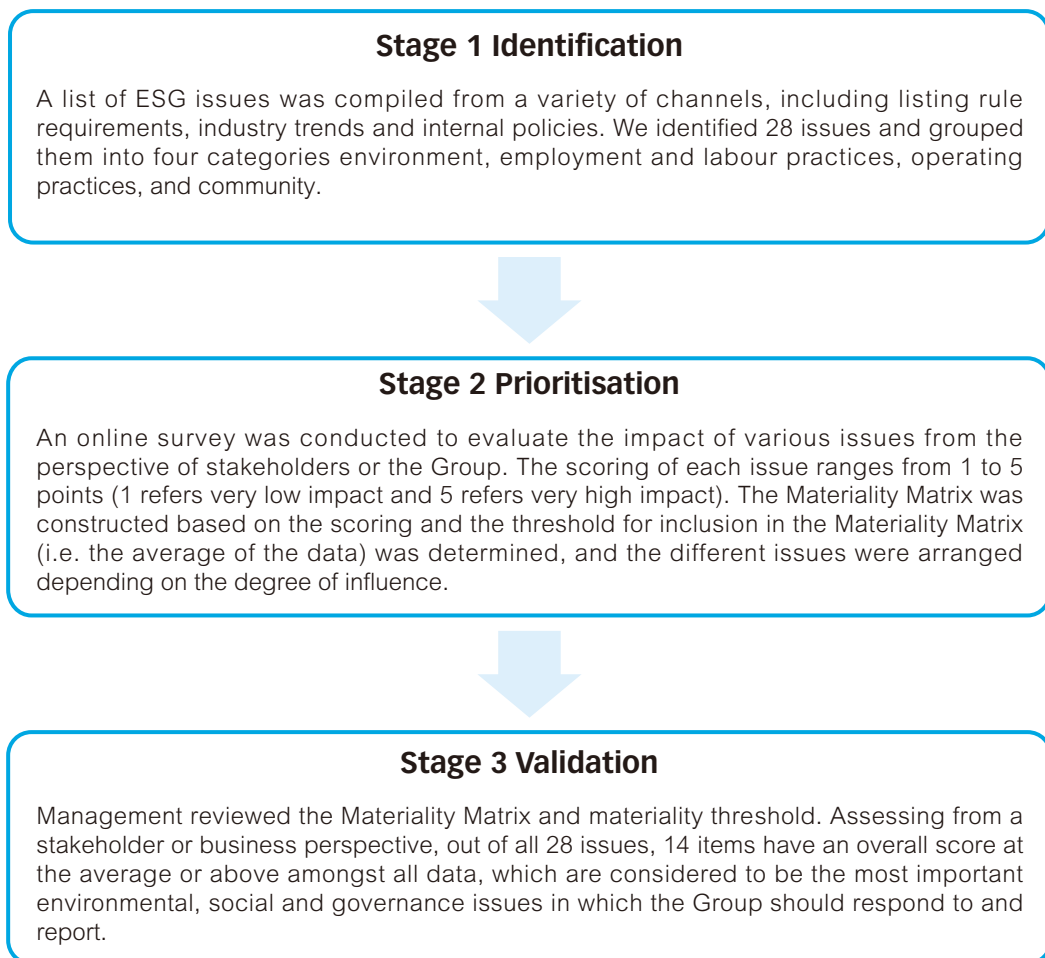 Stage 1 Identification
A list of ESG issues was compiled from a variety of channels, including listing rule
requirements, industry trends and internal policies. We identified 28 issues and grouped
them into four categories environment, employment and labour practices, operating
practices, and community.
Stage 2 Prioritisation
An online survey was conducted to evaluate the impact of various issues from the
perspective of stakeholders or the Group. The scoring of each issue ranges from 1 to 5
points (1 refers very low impact and 5 refers very high impact). The Materiality Matrix was
constructed based on the scoring and the threshold for inclusion in the Materiality Matrix
(i.e. the average of the data) was determined, and the different issues were arranged
depending on the degree of influence.
Stage 3 Validation
Management reviewed the Materiality Matrix and materiality threshold. Assessing from a
stakeholder or business perspective, out of all 28 issues, 14 items have an overall score at
the average or above amongst all data, which are considered to be the most important
environmental, social and governance issues in which the Group should respond to and
report.